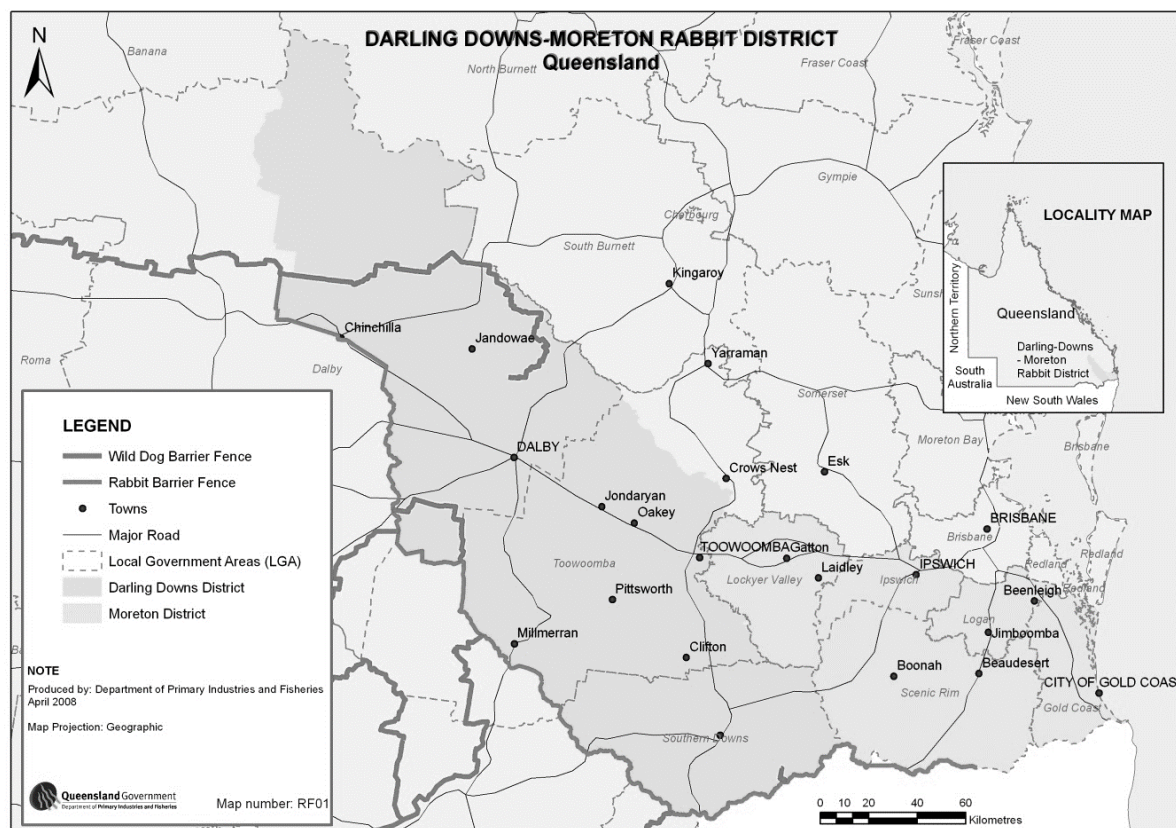 DARLING DOWNS-MORETON RABBIT DISTRICT
Queensland
N
Banana
North Burnett
Fraser Coast
Fraser Coast
Gympie
Cherbourg
South Burnett
Kingaroy
LOCALITY MAP
Northern Territory
Queensland
Darling-Downs
- Moreton
Rabbit District
South
Australia
New South Wales
Chinchilla
Jandowae
Roma
Dalby
Yarraman
Somerset
Moreton Bay
Brisbane
DALBY
Crows Nest
Esk
Jondaryan
Oakey
BRISBANE
Brisbane
TOOWOOMBA
Gatton
Toowoomba
Lockyer Valley
Laidley
Ipswich
IPSWICH
Redland
Redland
Redland
Pittsworth
Beenleigh
Logan
Jimboomba
Millmerran
Clifton
Boonah
Beaudesert
Scenic Rim
CITY OF GOLD COAS
Gold Coast
Southern Downs
LEGEND
Wild Dog Barrier Fence
Rabbit Barrier Fence
Towns
Major Road
Local Government Areas (LGA)
Darling Downs District
Moreton District
NOTE
Produced by: Department of Primary Industries and Fisheries
April 2008
Map Projection: Geographic
Queensland Government
Department of Primary Industries and Fisheries
Map number: RF01
0 10 20 40 60
Kilometres